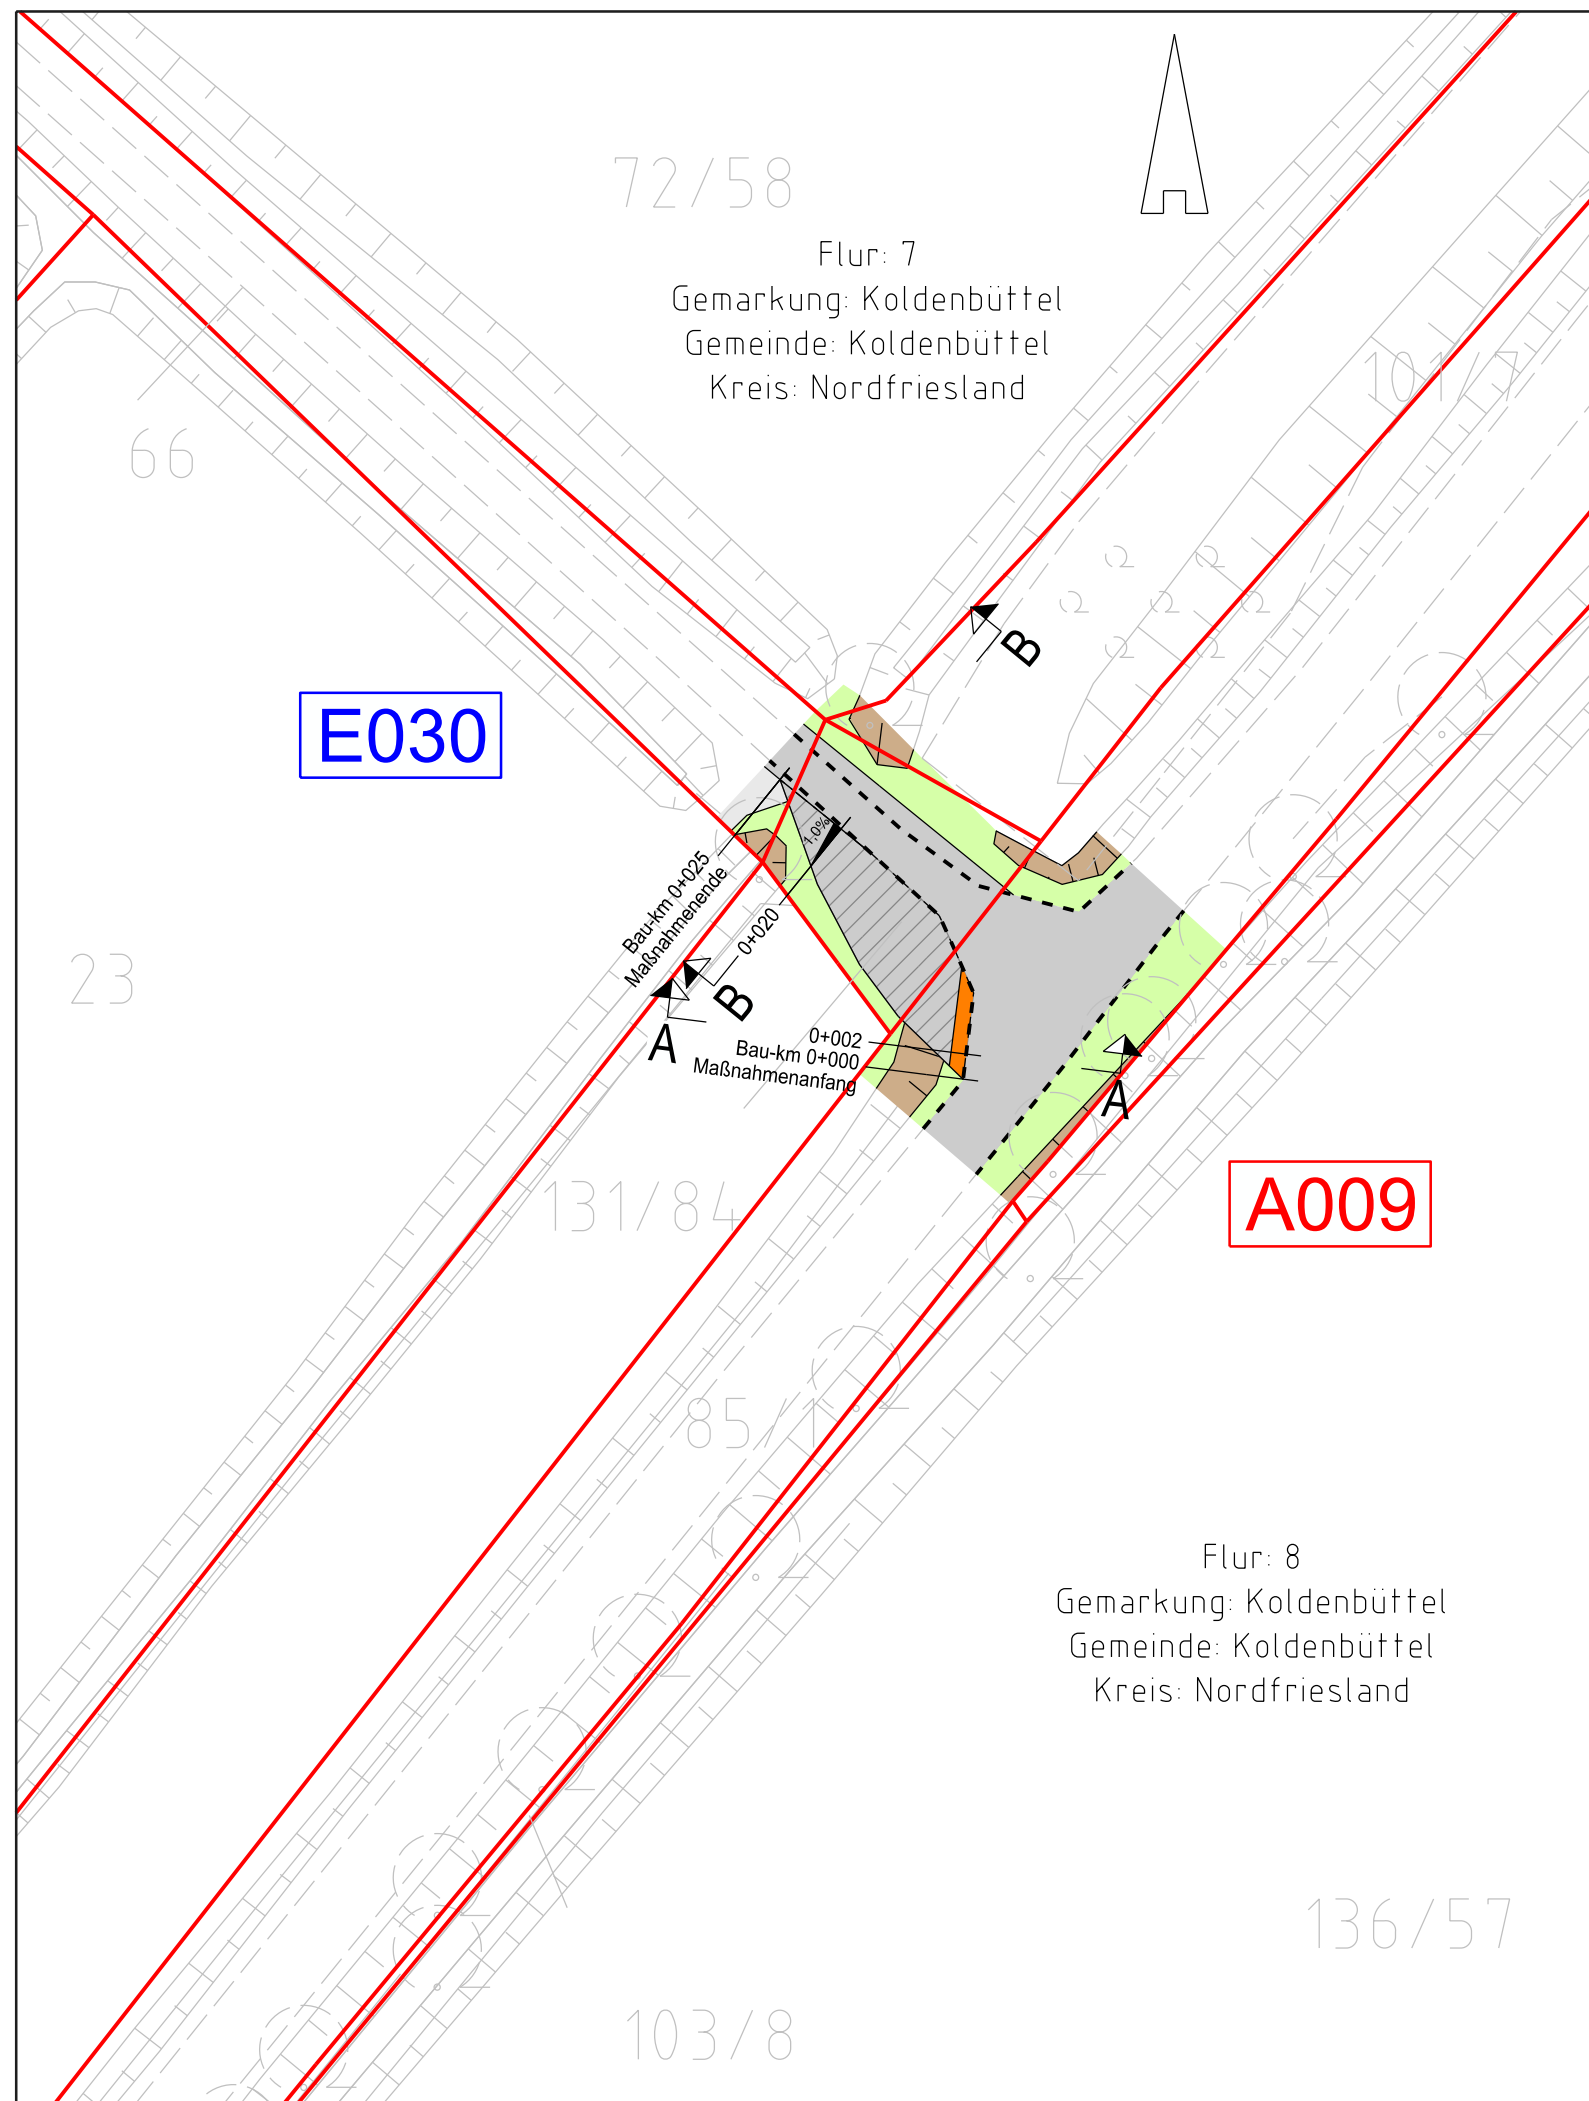 72/58
Flur: 7
Gemarkung: Koldenbüttel
Gemeinde: Koldenbüttel
Kreis: Nordfriesland
101/7
66
B
E030
1,0%
Bau-km 0+025
Maßnahmenende
0+020
23
B
A
0+002
Bau-km 0+000
Maßnahmenanfang
A
A009
131/84
85/1
Flur: 8
Gemarkung: Koldenbüttel
Gemeinde: Koldenbüttel
Kreis: Nordfriesland
136/57
103/8